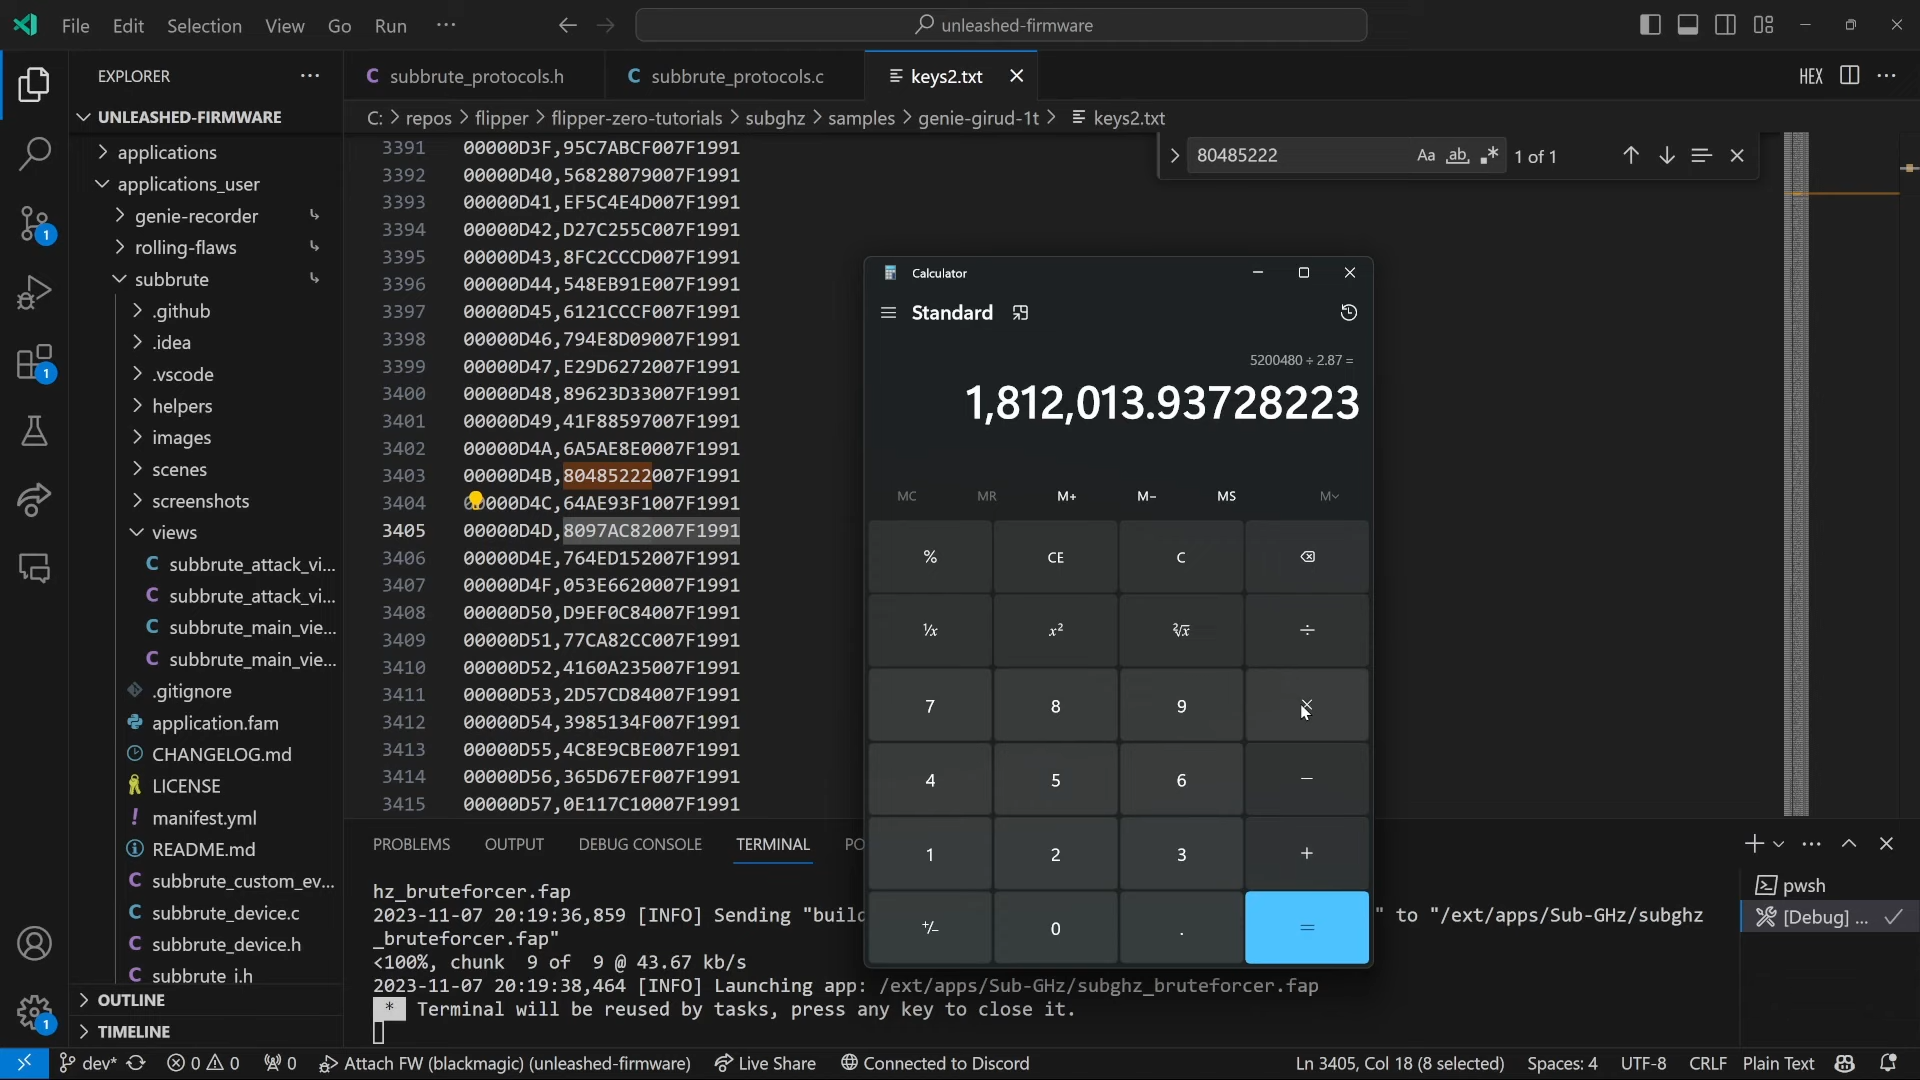 File Edit Selection View Go Run ···
unleashed-firmware
EXPLORER
UNLEASHED-FIRMWARE
applications
applications_user
genie-recorder
rolling-flaws
subbrute
.github
.idea
.vscode
helpers
images
scenes
screenshots
views
C subbrute_attack_vi...
C subbrute_attack_vi...
C subbrute_main_vie...
C subbrute_main_vie...
.gitignore
application.fam
CHANGELOG.md
LICENSE
! manifest.yml
README.md
C subbrute_custom_ev...
C subbrute_device.c
C subbrute_device.h
C subbrute_i.h
OUTLINE
TIMELINE
1
1
1
C subbrute_protocols.h
C subbrute_protocols.c
keys2.txt
HEX
C: > repos > flipper > flipper-zero-tutorials > subghz > samples > genie-girud-1t > keys2.txt
80485222 Aa ab 1 of 1
3391 00000D3F,95C7ABCF007F1991
3392 00000D40,56828079007F1991
3393 00000D41,EF5C4E4D007F1991
3394 00000D42,D27C255C007F1991
3395 00000D43,8FC2CCCD007F1991
3396 00000D44,548EB91E007F1991
3397 00000D45,6121CCCF007F1991
3398 00000D46,794E8D09007F1991
3399 00000D47,E29D6272007F1991
3400 00000D48,89623D33007F1991
3401 00000D49,41F88597007F1991
3402 00000D4A,6A5AE8E0007F1991
3403 00000D4B,80485222007F1991
3404 000D4C,64AE93F1007F1991
3405 00000D4D,8097AC82007F1991
3406 00000D4E,764ED152007F1991
3407 00000D4F,053E6620007F1991
3408 00000D50,D9EF0C84007F1991
3409 00000D51,77CA82CC007F1991
3410 00000D52,4160A235007F1991
3411 00000D53,2D57CD84007F1991
3412 00000D54,3985134F007F1991
3413 00000D55,4C8E9CBE007F1991
3414 00000D56,365D67EF007F1991
3415 00000D57,0E117C10007F1991
Calculator
Standard
5200480 ÷ 2.87 =
1,812,013.93728223
MC MR M+ M- MS M
% CE C
¹/x x² ²√x ÷
7 8 9 ×
4 5 6 −
1 2 3 +
+/- 0 . =
PROBLEMS OUTPUT DEBUG CONSOLE TERMINAL PO
hz_bruteforcer.fap
2023-11-07 20:19:36,859 [INFO] Sending "build " to "/ext/apps/Sub-GHz/subghz
_bruteforcer.fap"
<100%, chunk 9 of 9 @ 43.67 kb/s
2023-11-07 20:19:38,464 [INFO] Launching app: /ext/apps/Sub-GHz/subghz_bruteforcer.fap
* Terminal will be reused by tasks, press any key to close it.
pwsh
[Debug] ...
dev* 0 0 0 Attach FW (blackmagic) (unleashed-firmware) Live Share Connected to Discord
Ln 3405, Col 18 (8 selected) Spaces: 4 UTF-8 CRLF Plain Text